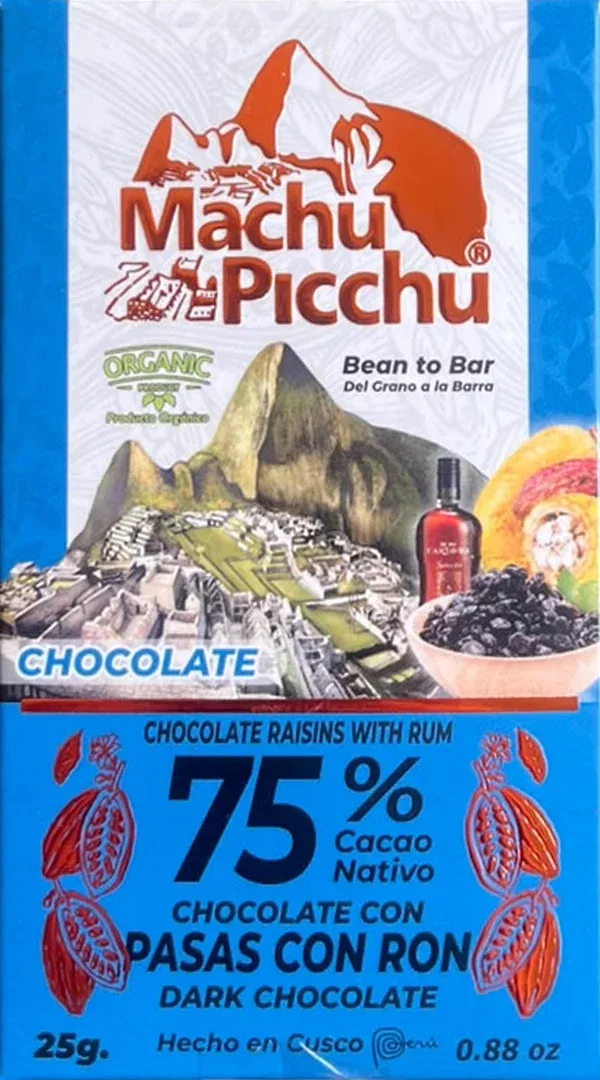 Machu
Picchu®
ORGANIC
PRODUCT
Producto Orgánico
Bean to Bar
Del Grano a la Barra
CHOCOLATE
CHOCOLATE RAISINS WITH RUM
75%
Cacao
Nativo
CHOCOLATE CON
PASAS CON RON
DARK CHOCOLATE
25g.
Hecho en Cusco
Perú
0.88 oz